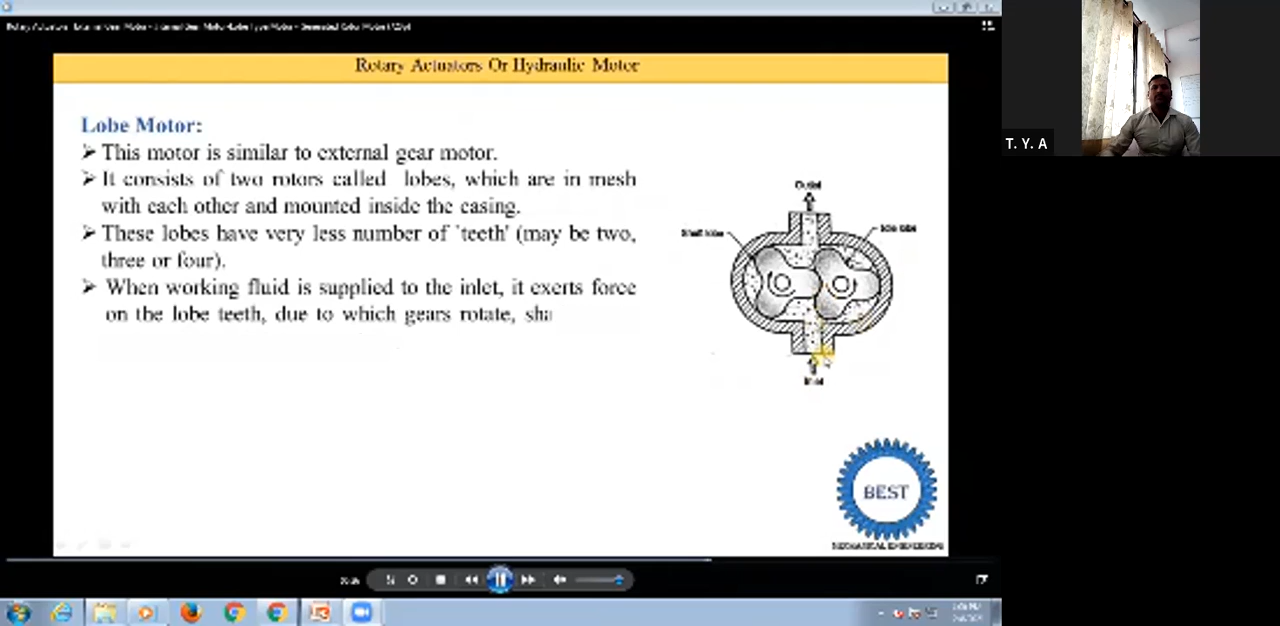 Rotary Actuators Or Hydraulic Motor
T. Y. A
Lobe Motor:
➤ This motor is similar to external gear motor.
➤ It consists of two rotors called lobes, which are in mesh
with each other and mounted inside the casing.
➤ These lobes have very less number of 'teeth' (may be two,
three or four).
➤ When working fluid is supplied to the inlet, it exerts force
on the lobe teeth, due to which gears rotate, sha
Outlet
Inlet
BEST
MECHANICAL ENGINEERING